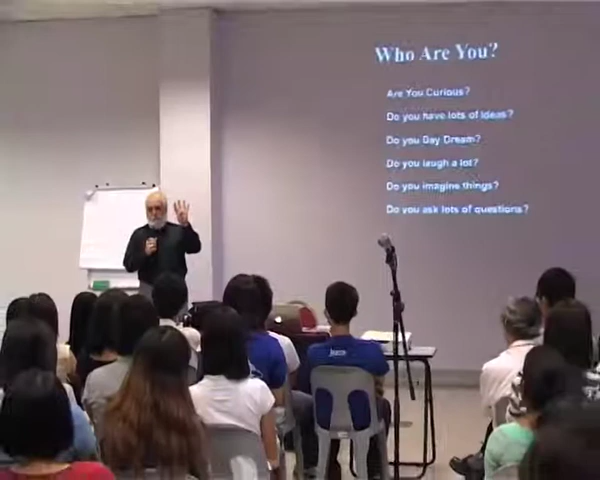 Who Are You?
Are You Curious?
Do you have lots of Ideas?
Do you Day Dream?
Do you laugh a lot?
Do you imagine things?
Do you ask lots of questions?